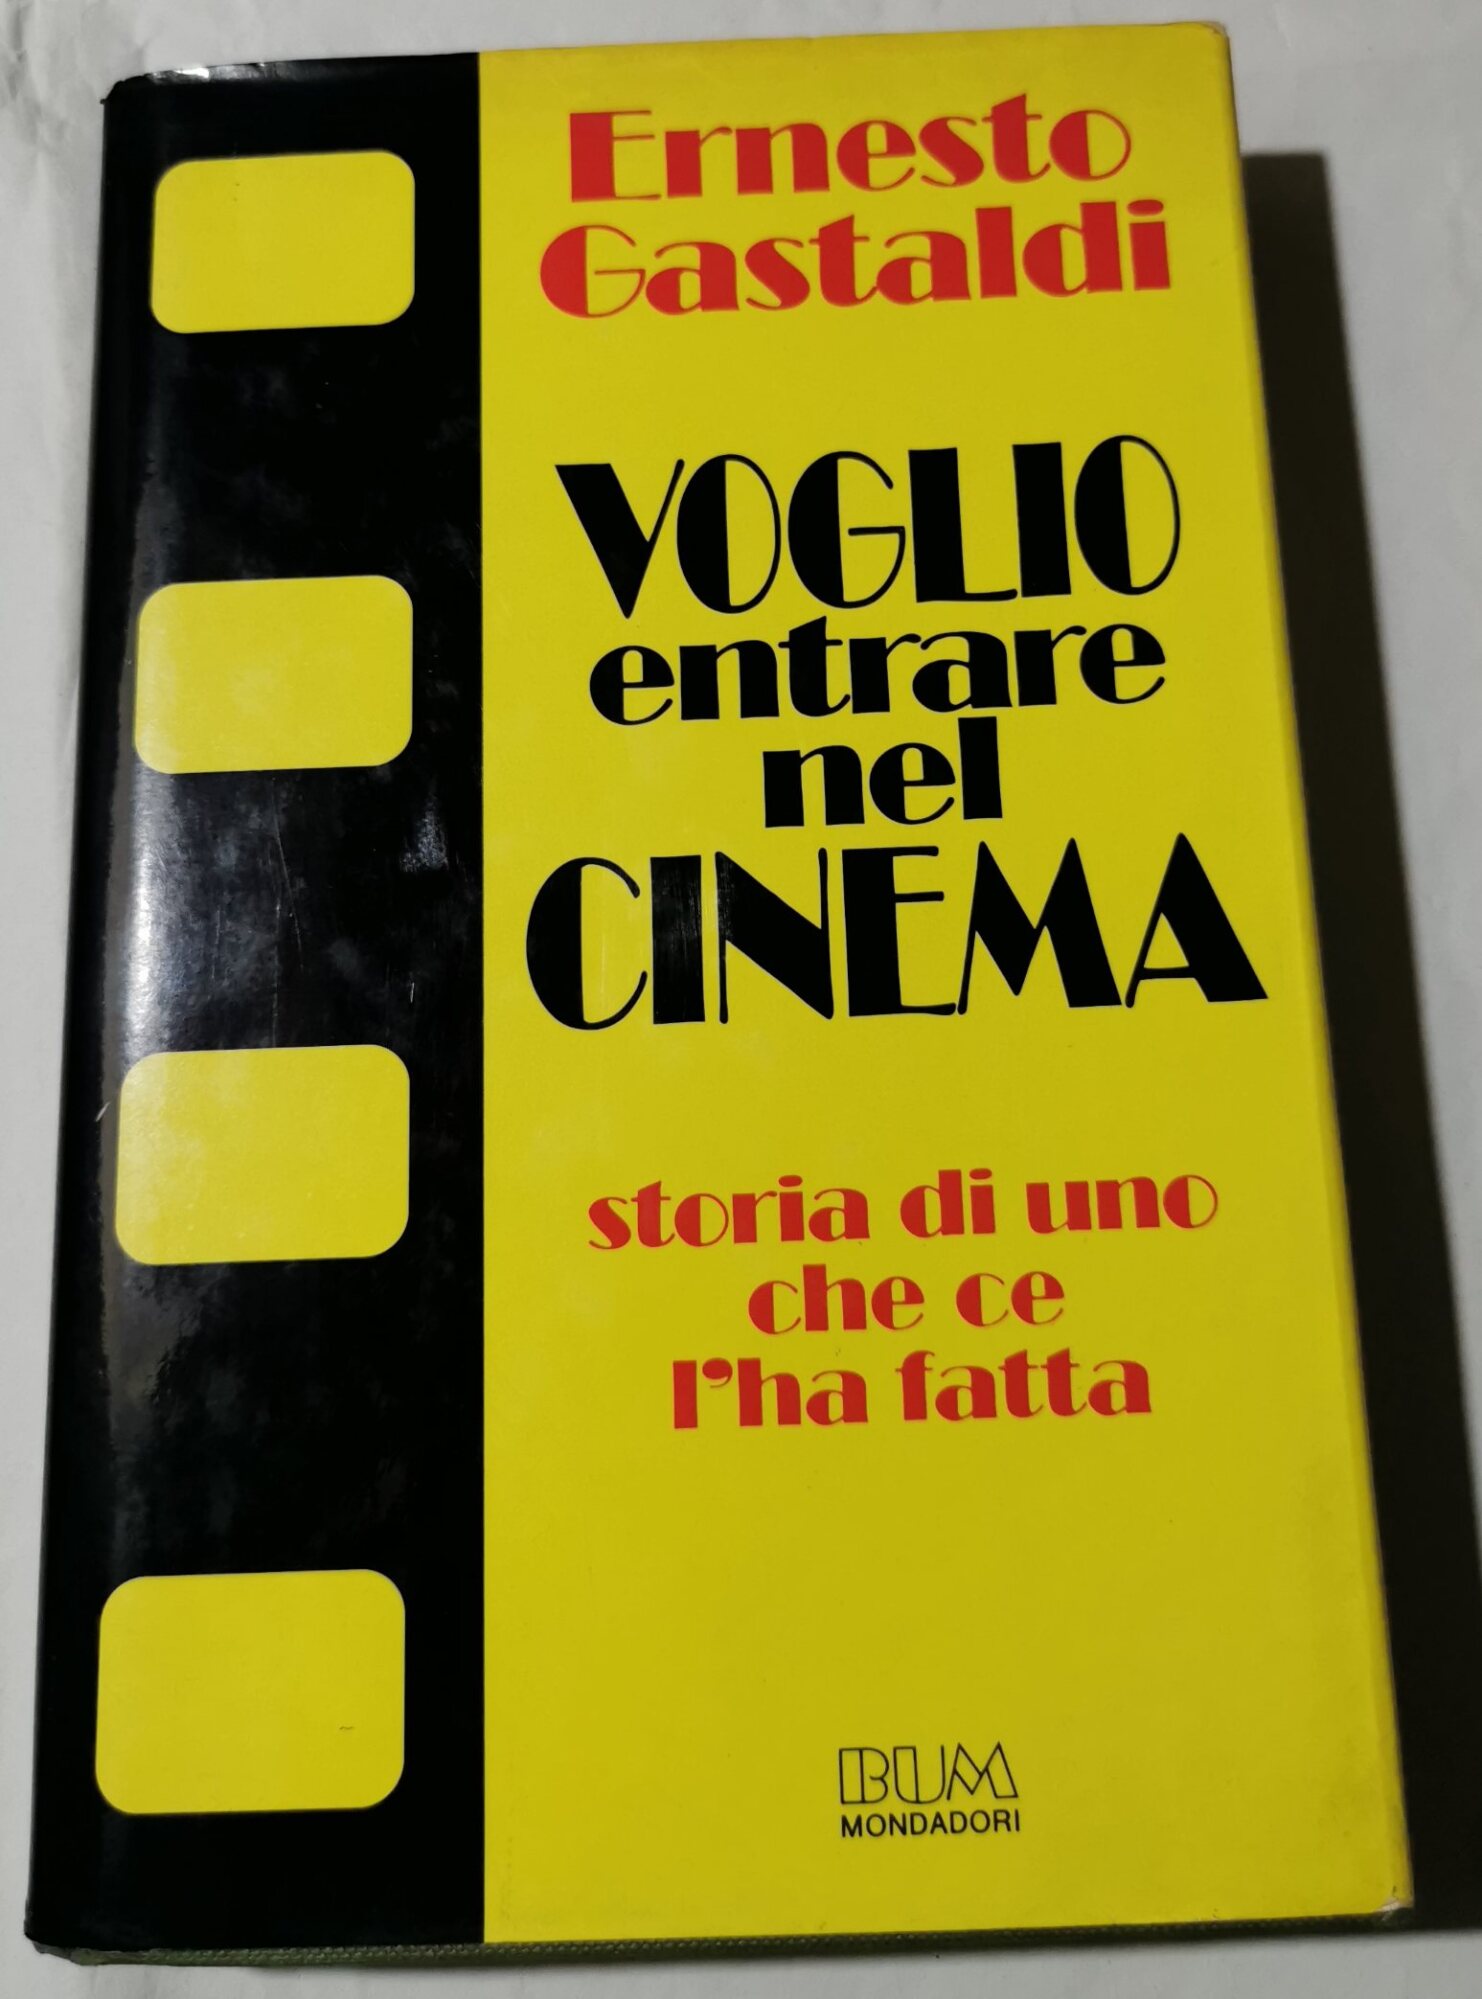 Ernesto
Gastaldi
VOGLIO
entrare
nel
CINEMA
storia di uno
che ce
l'ha fatta
BUM
MONDADORI